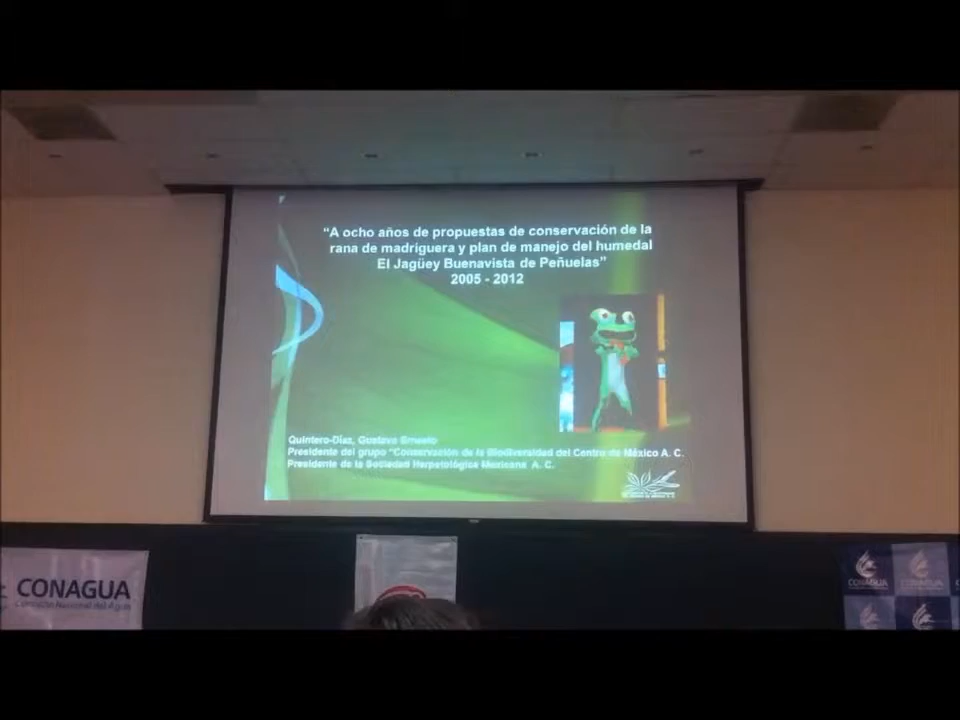 “A ocho años de propuestas de conservación de la
rana de madriguera y plan de manejo del humedal
El Jagüey Buenavista de Peñuelas”
2005 - 2012
Quintero-Díaz, Gustavo Ernesto
Presidente del grupo “Conservación de la Biodiversidad del Centro de México A. C.
Presidente de la Sociedad Herpetológica Mexicana A. C.
CONAGUA
Comisión Nacional del Agua
CONAGUA
CONAGUA